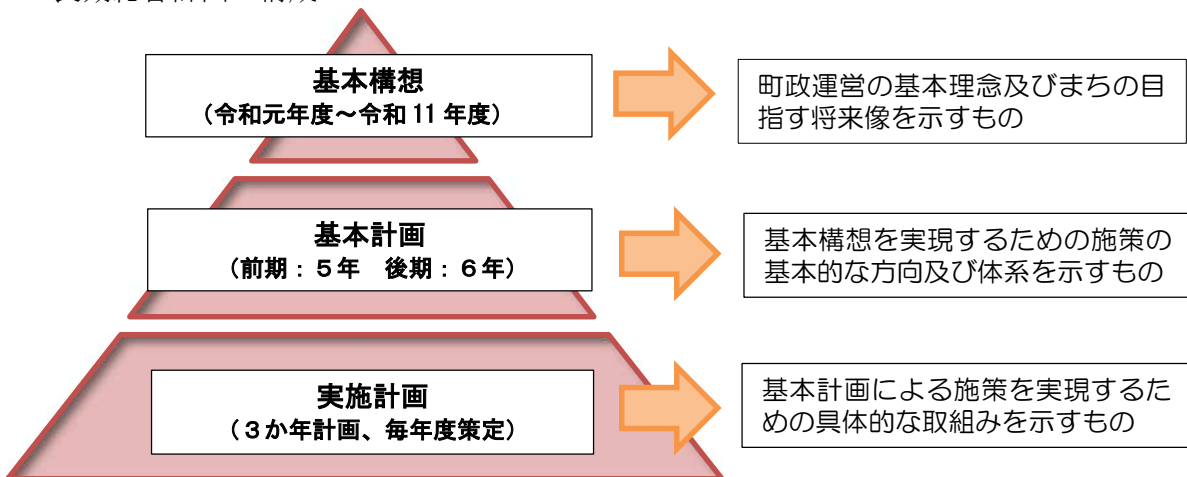 基本構想
（令和元年度～令和 11 年度）
町政運営の基本理念及びまちの目
指す将来像を示すもの
基本計画
（前期：５年　後期：６年）
基本構想を実現するための施策の
基本的な方向及び体系を示すもの
実施計画
（３か年計画、毎年度策定）
基本計画による施策を実現するた
めの具体的な取組みを示すもの